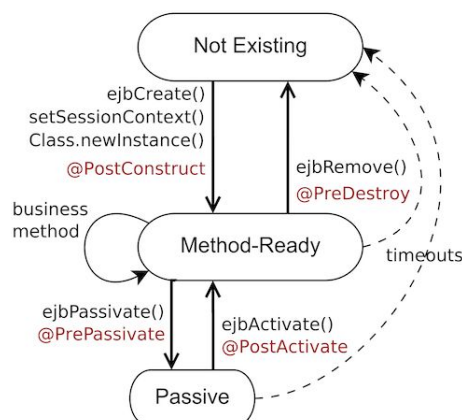 Not Existing
ejbCreate()
setSessionContext()
Class.newInstance()
@PostConstruct
ejbRemove()
@PreDestroy
business
method
Method-Ready
timeouts
ejbPassivate()
@PrePassivate
ejbActivate()
@PostActivate
Passive